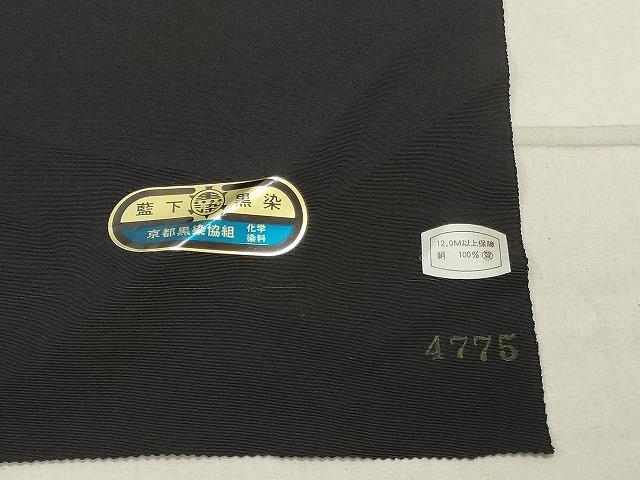 藍下 黒染
京都黒染協組 化学
染料
12.0M以上保障
絹 100%
4775